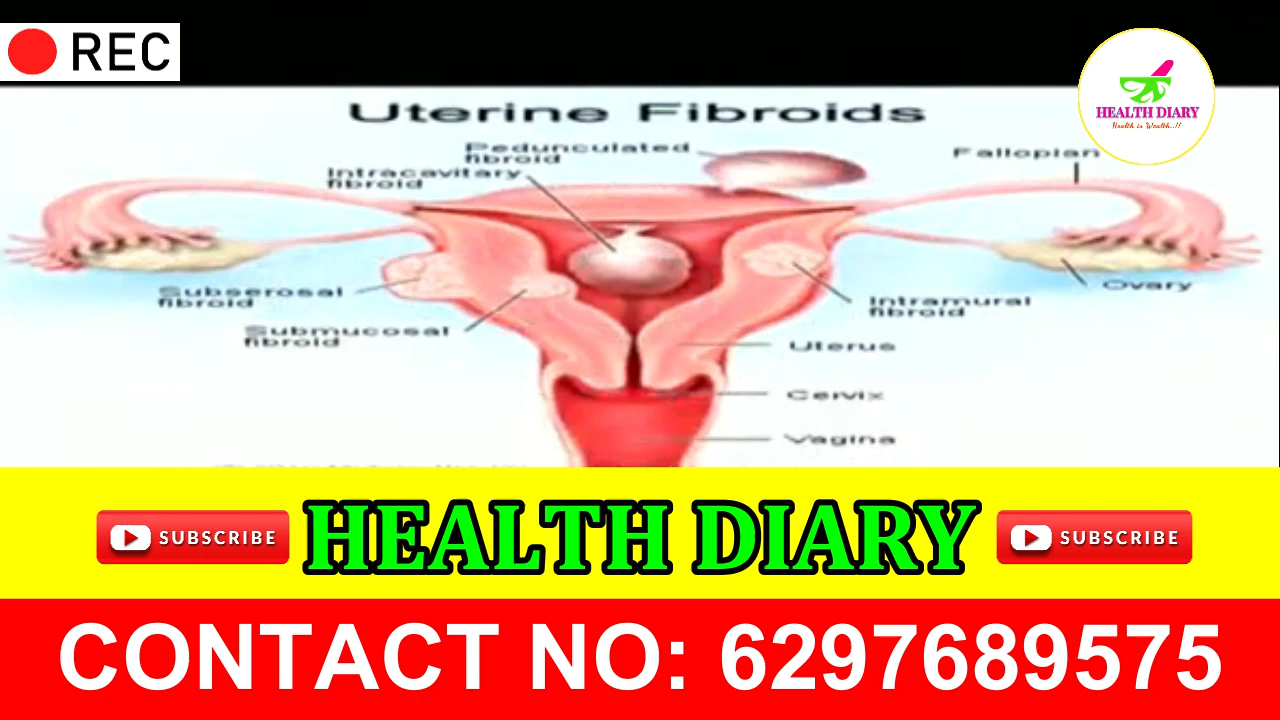 REC
HEALTH DIARY
Health is Wealth..!!
Uterine Fibroids
Pedunculated
fibroid
Intracavitary
fibroid
Fallopian
Subserosal
fibroid
Submucosal
fibroid
Intramural
fibroid
Ovary
Uterus
Cervix
Vagina
SUBSCRIBE
HEALTH DIARY
SUBSCRIBE
CONTACT NO: 6297689575